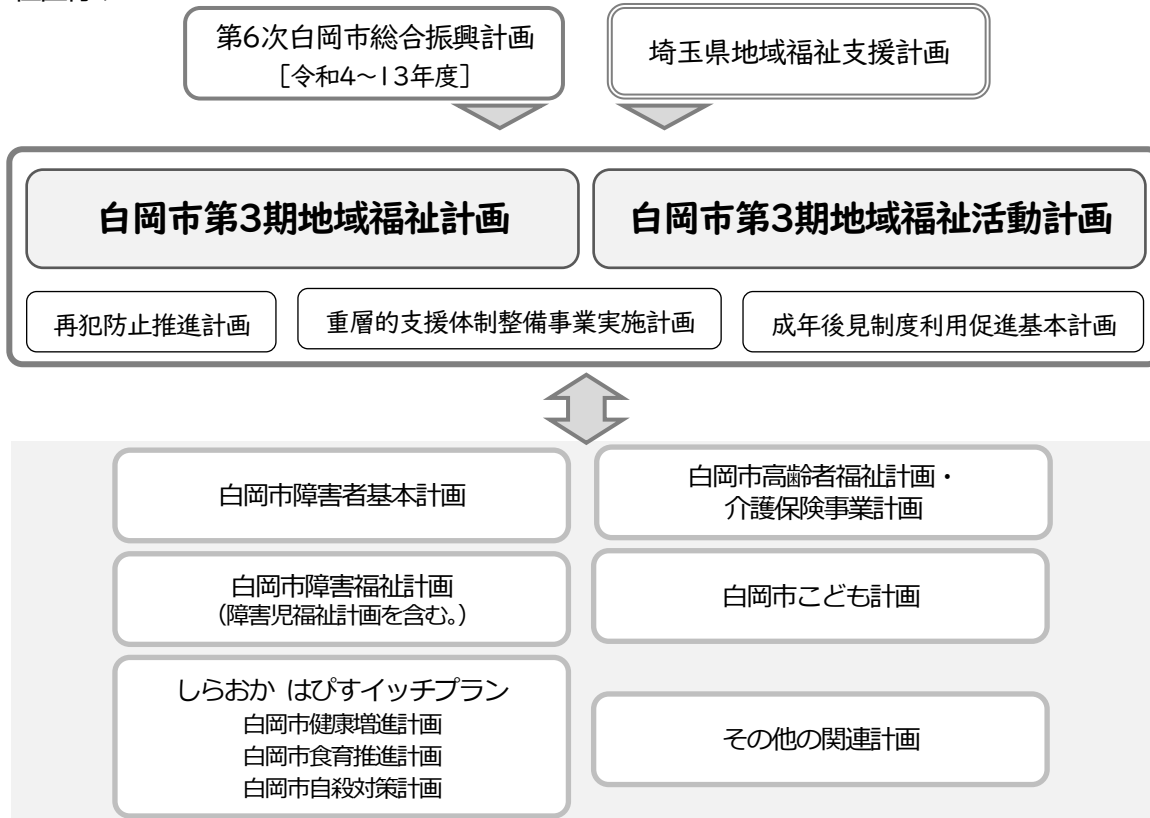 第6次白岡市総合振興計画
[令和4~13年度]
埼玉県地域福祉支援計画
白岡市第3期地域福祉計画
白岡市第3期地域福祉活動計画
再犯防止推進計画
重層的支援体制整備事業実施計画
成年後見制度利用促進基本計画
白岡市障害者基本計画
白岡市高齢者福祉計画・
介護保険事業計画
白岡市障害福祉計画
(障害児福祉計画を含む。)
白岡市こども計画
しらおか はぴすイッチプラン
白岡市健康増進計画
白岡市食育推進計画
白岡市自殺対策計画
その他の関連計画